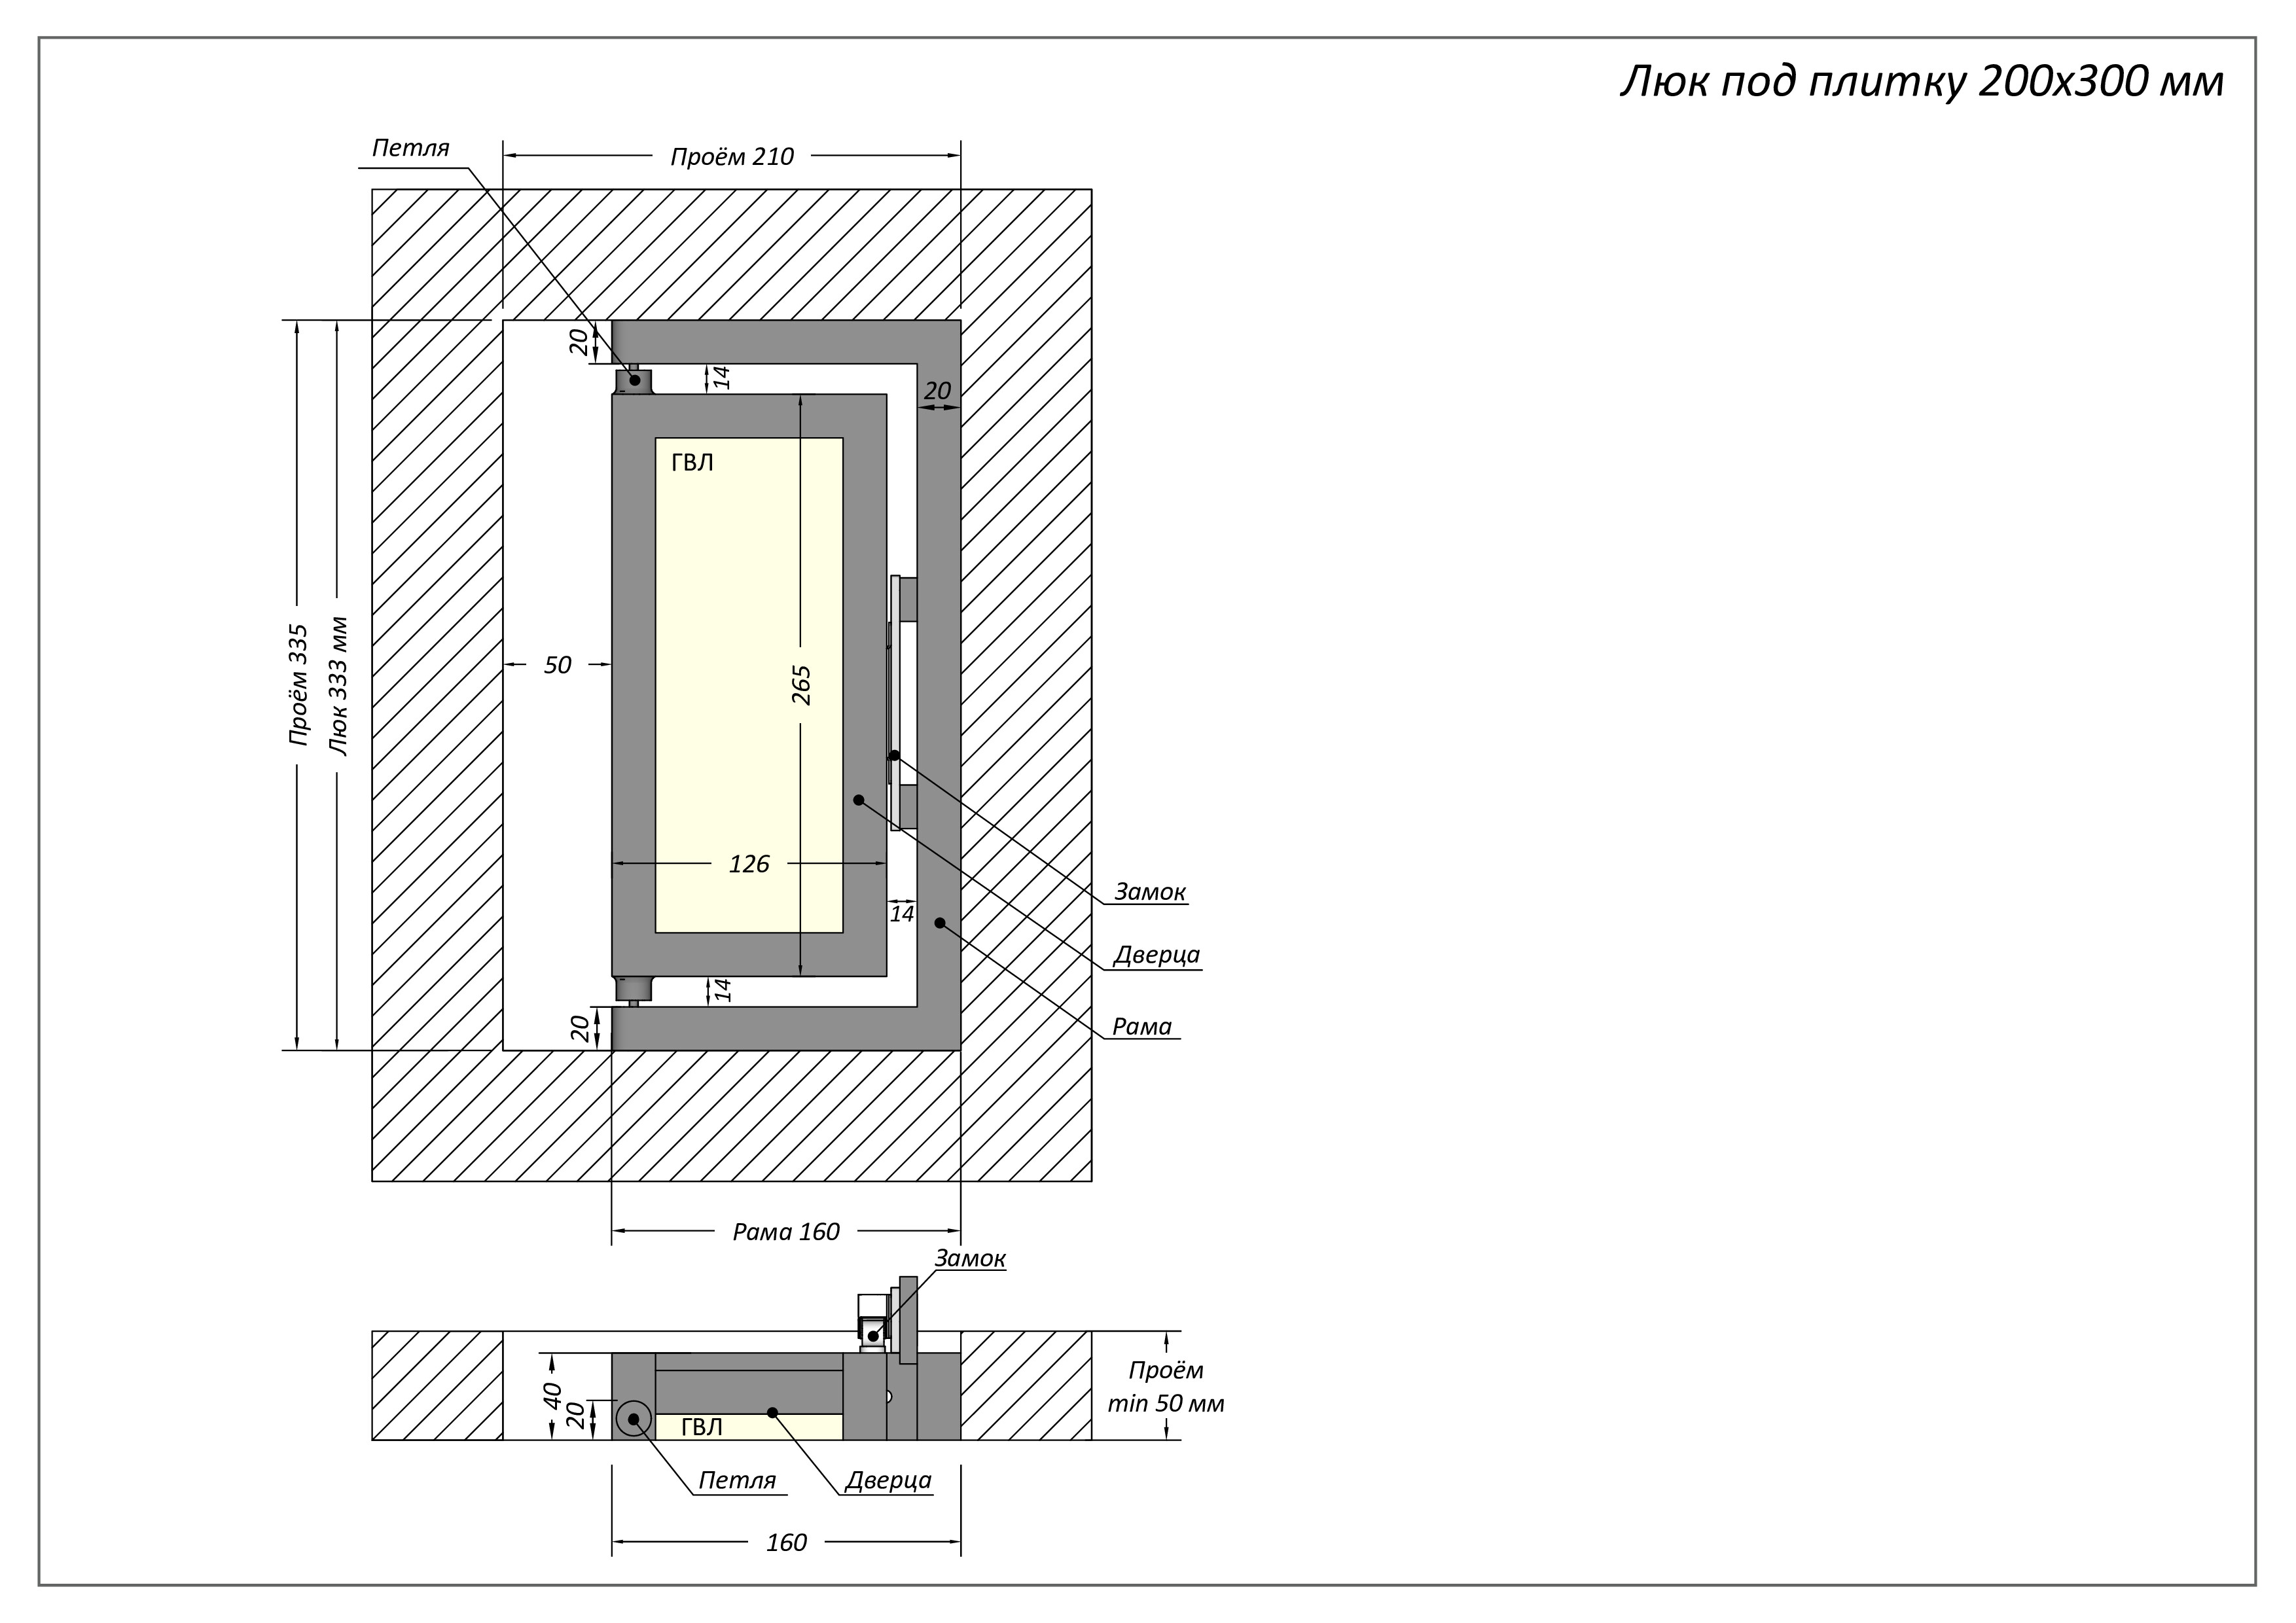 Люк под плитку 200х300 мм
Петля
Проём 210
20
14
20
ГВЛ
Проём 335
Люк 333 мм
50
265
126
14
Замок
Дверца
14
20
Рама
Рама 160
Замок
Проём
min 50 мм
40
20
ГВЛ
Петля
Дверца
160